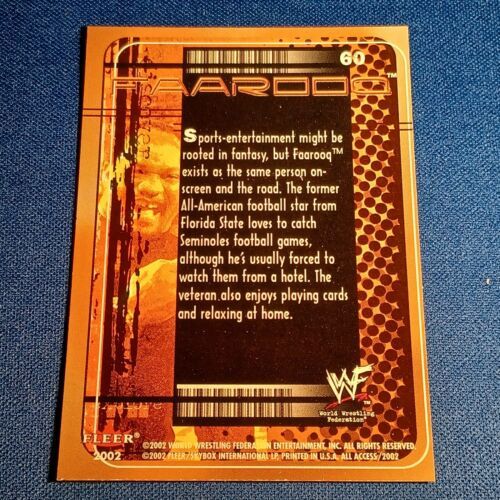 60
FAAROOQ™
Sports-entertainment might be
rooted in fantasy, but Faarooq™
exists as the same person on-
screen and the road. The former
All-American football star from
Florida State loves to catch
Seminoles football games,
although he's usually forced to
watch them from a hotel. The
veteran also enjoys playing cards
and relaxing at home.
WF™
World Wrestling
Federation®
FLEER®
2002
©2002 WORLD WRESTLING FEDERATION ENTERTAINMENT, INC. ALL RIGHTS RESERVED.
©2002 FLEER/SKYBOX INTERNATIONAL LP, PRINTED IN U.S.A. ALL ACCESS/2002